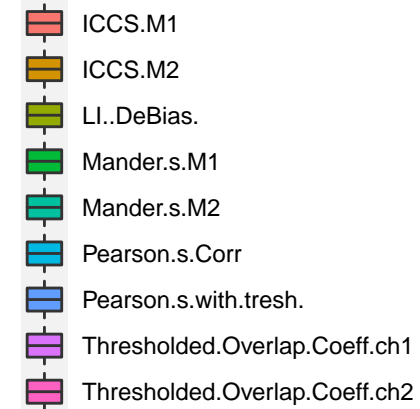 ICCS.M1
ICCS.M2
LI..DeBias.
Mander.s.M1
Mander.s.M2
Pearson.s.Corr
Pearson.s.with.tresh.
Thresholded.Overlap.Coeff.ch1
Thresholded.Overlap.Coeff.ch2